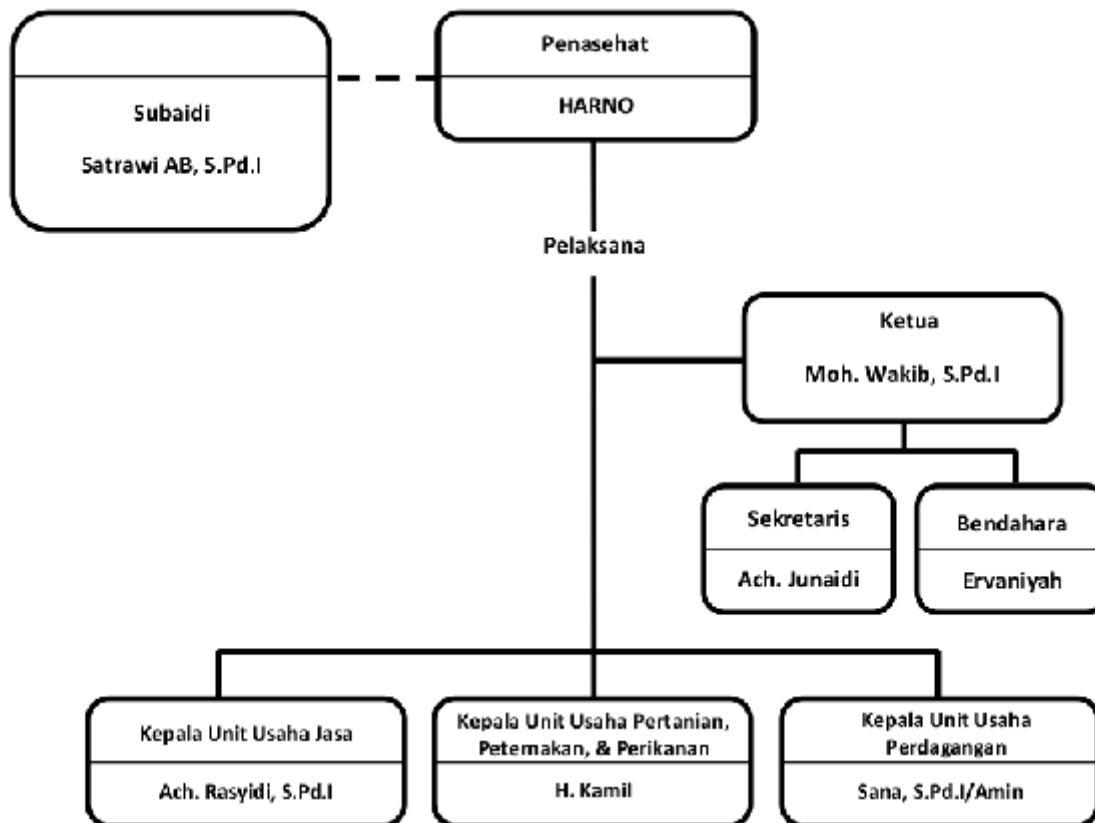 Penasehat
HARNO
Subaidi
Satrawi AB, S.Pd.I
Pelaksana
Ketua
Moh. Wakib, S.Pd.I
Sekretaris
Ach. Junaidi
Bendahara
Ervaniyah
Kepala Unit Usaha Jasa
Ach. Rasyidi, S.Pd.I
Kepala Unit Usaha Pertanian,
Peternakan, & Perikanan
H. Kamil
Kepala Unit Usaha
Perdagangan
Sana, S.Pd.I/Amin